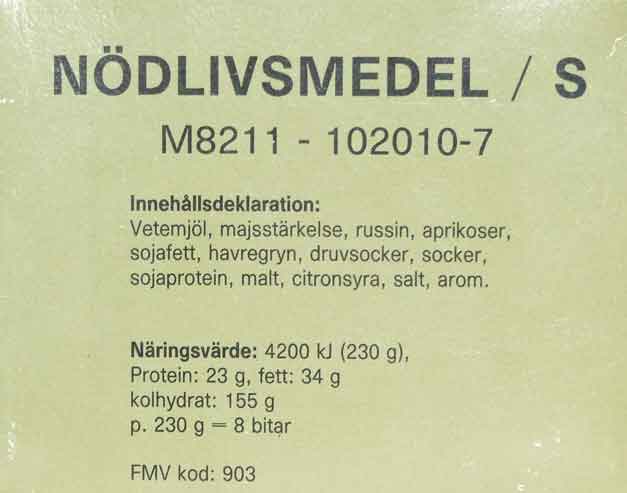 NÖDLIVSMEDEL / S
M8211 - 102010-7
Innehållsdeklaration:
Vetemjöl, majsstärkelse, russin, aprikoser,
sojafett, havregryn, druvsocker, socker,
sojaprotein, malt, citronsyra, salt, arom.
Näringsvärde: 4200 kJ (230 g),
Protein: 23 g, fett: 34 g
kolhydrat: 155 g
p. 230 g = 8 bitar
FMV kod: 903